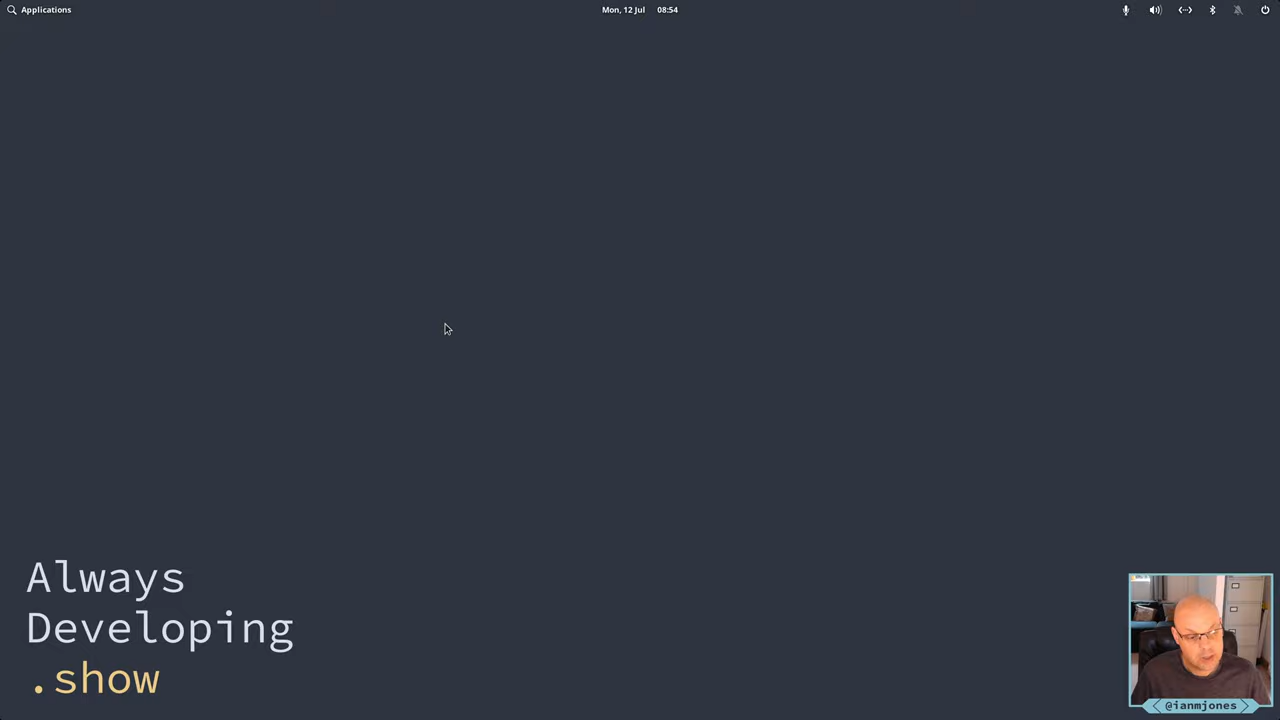 Applications
Mon, 12 Jul 08:54
Always
Developing
.show
@ianmjones